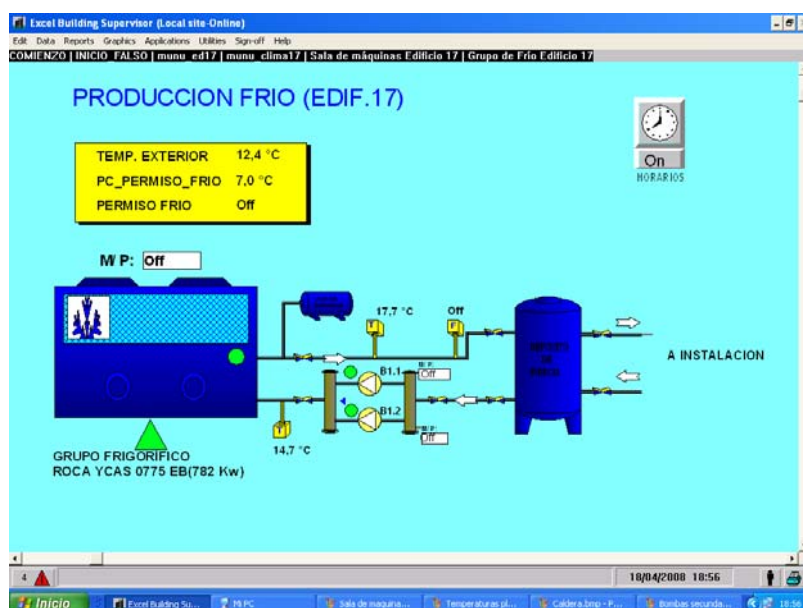 Excel Building Supervisor (Local site-Online)
Edit Data Reports Graphics Applications Utilities Sign-off Help
COMIENZO | INICIO_FALSO | munu_ed17 | munu_clima17 | Sala de máquinas Edificio 17 | Grupo de Frío Edificio 17
PRODUCCION FRIO (EDIF.17)
On
HORARIOS
TEMP. EXTERIOR 12,4 °C
PC_PERMISO_FRIO 7,0 °C
PERMISO FRIO Off
M/P: Off
17,7 °C
Off
A INSTALACION
B1.1
M/P:
Off
B1.2
M/P:
Off
14,7 °C
GRUPO FRIGORIFICO
ROCA YCAS 0775 EB(782 Kw)
4
18/04/2008 18:56
Inicio
Excel Building Su...
Mi PC
Sala de maquina...
Temperaturas pl...
Caldera.bmp - P...
Bombas secunda...
18:56